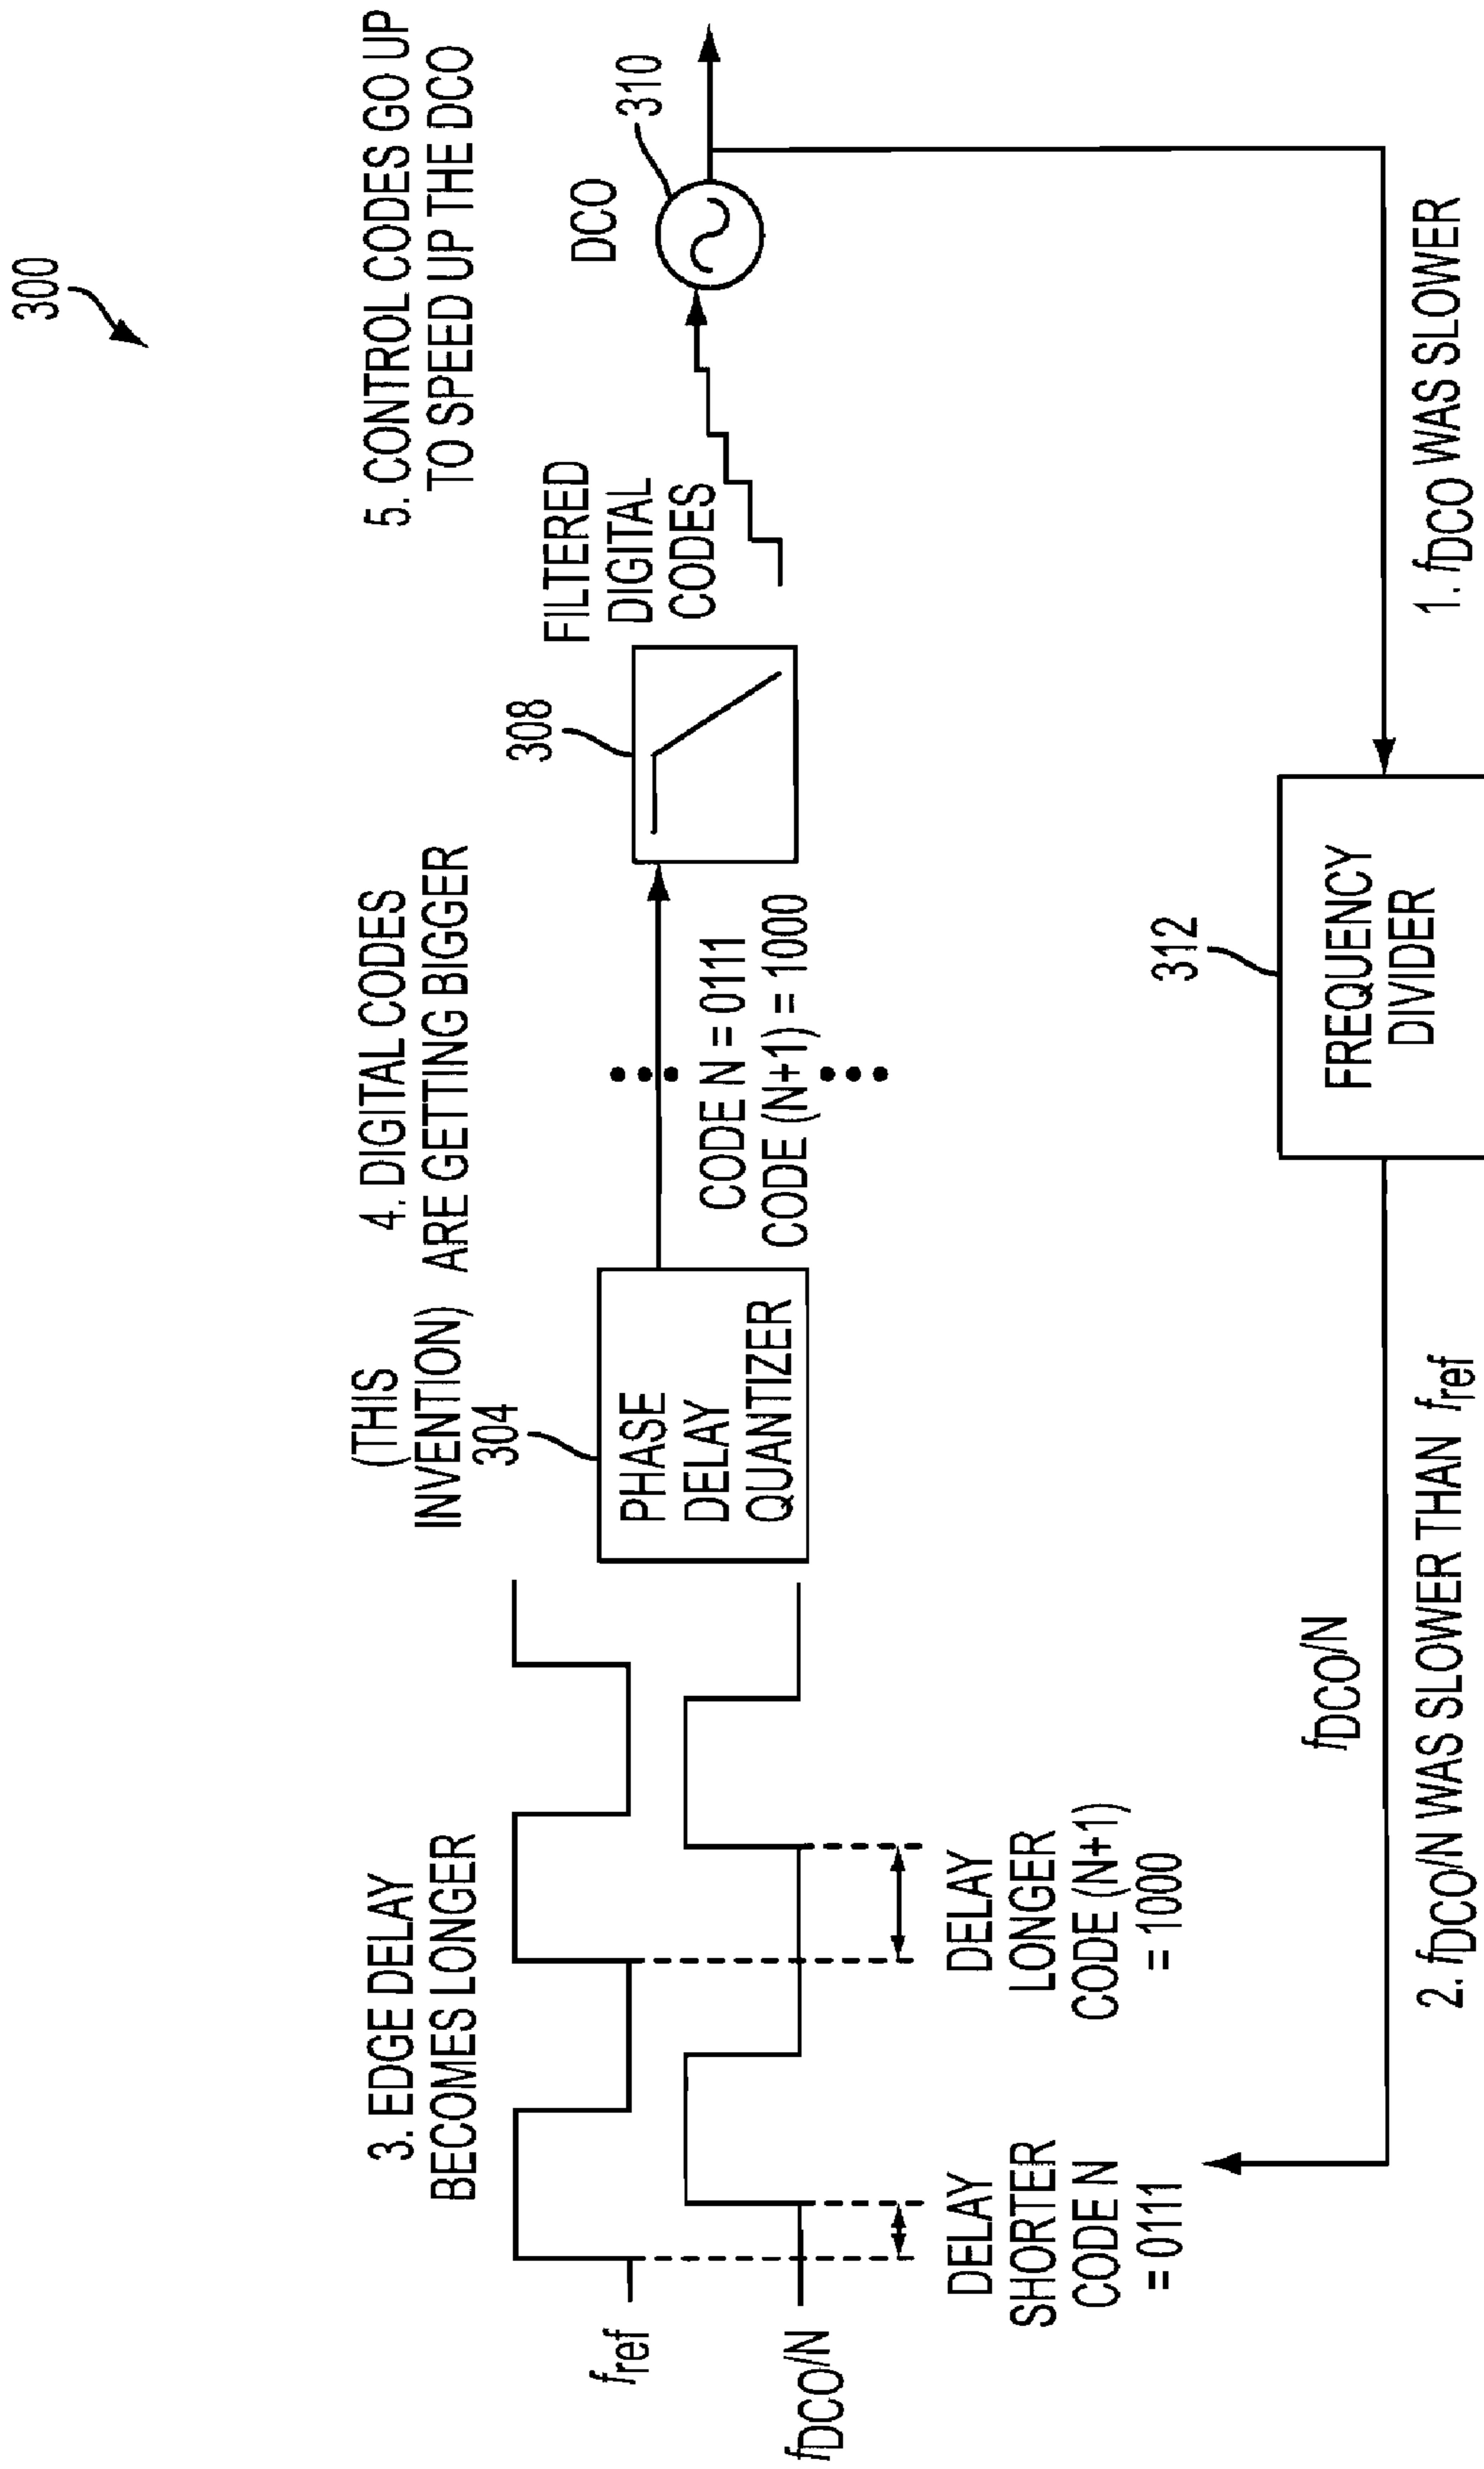 300
5. CONTROL CODES GO UP
TO SPEED UP THE DCO
3. EDGE DELAY
BECOMES LONGER
(THIS
INVENTION)
304
4. DIGITAL CODES
ARE GETTING BIGGER
308
FILTERED
DIGITAL
CODES
DCO
310
fref
fDCO/N
PHASE
DELAY
QUANTIZER
CODE N = 0111
CODE (N+1) = 1000
DELAY
SHORTER
CODE N
= 0111
DELAY
LONGER
CODE (N+1)
= 1000
312
FREQUENCY
DIVIDER
fDCO/N
2. fDCO/N WAS SLOWER THAN fref
1. fDCO WAS SLOWER